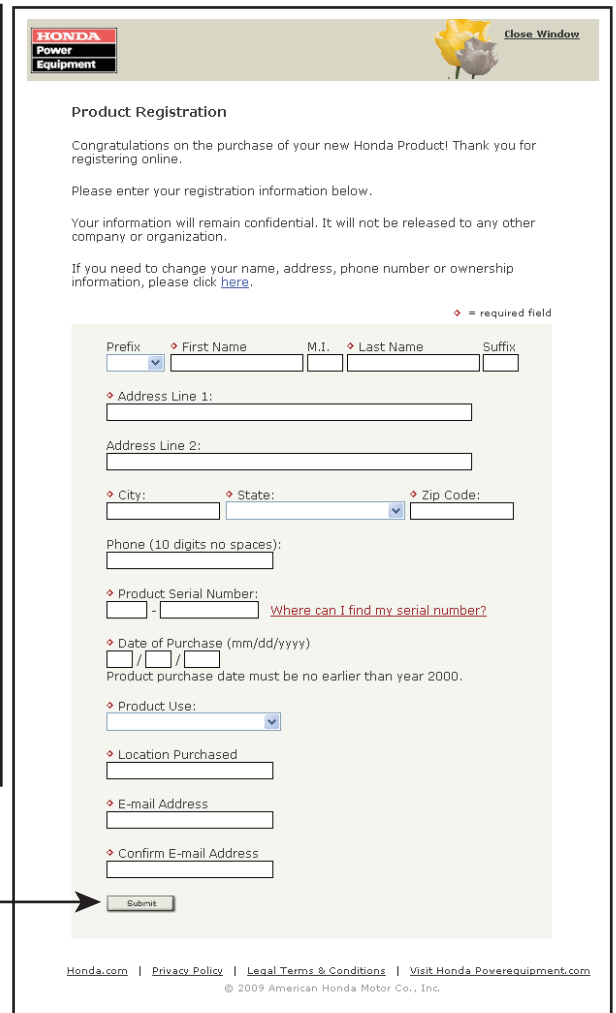 HONDA
Power
Equipment
Close Window
Product Registration
Congratulations on the purchase of your new Honda Product! Thank you for
registering online.
Please enter your registration information below.
Your information will remain confidential. It will not be released to any other
company or organization.
If you need to change your name, address, phone number or ownership
information, please click here.
= required field
Prefix First Name M.I. Last Name Suffix
Address Line 1:
Address Line 2:
City: State: Zip Code:
Phone (10 digits no spaces):
Product Serial Number:
- Where can I find my serial number?
Date of Purchase (mm/dd/yyyy)
/ /
Product purchase date must be no earlier than year 2000.
Product Use:
Location Purchased
E-mail Address
Confirm E-mail Address
Submit
Honda.com | Privacy Policy | Legal Terms & Conditions | Visit Honda Powerequipment.com
© 2009 American Honda Motor Co., Inc.